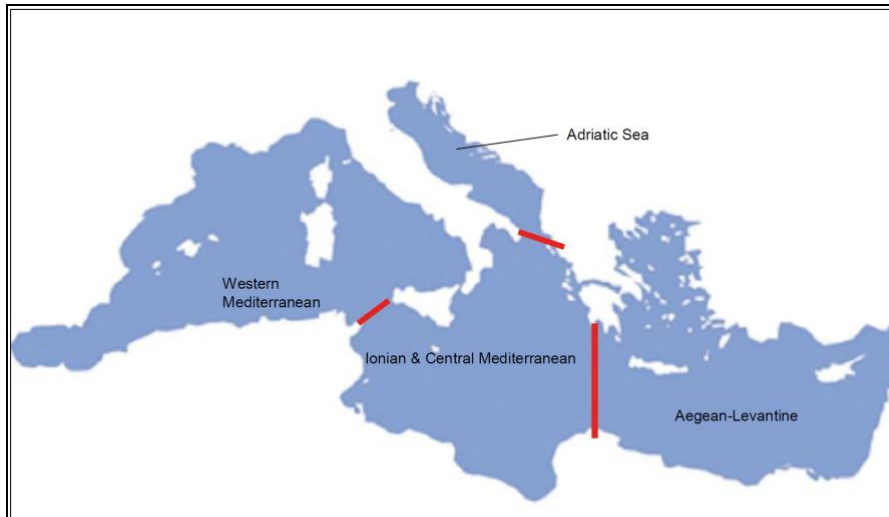 Adriatic Sea
Western
Mediterranean
Ionian & Central Mediterranean
Aegean-Levantine